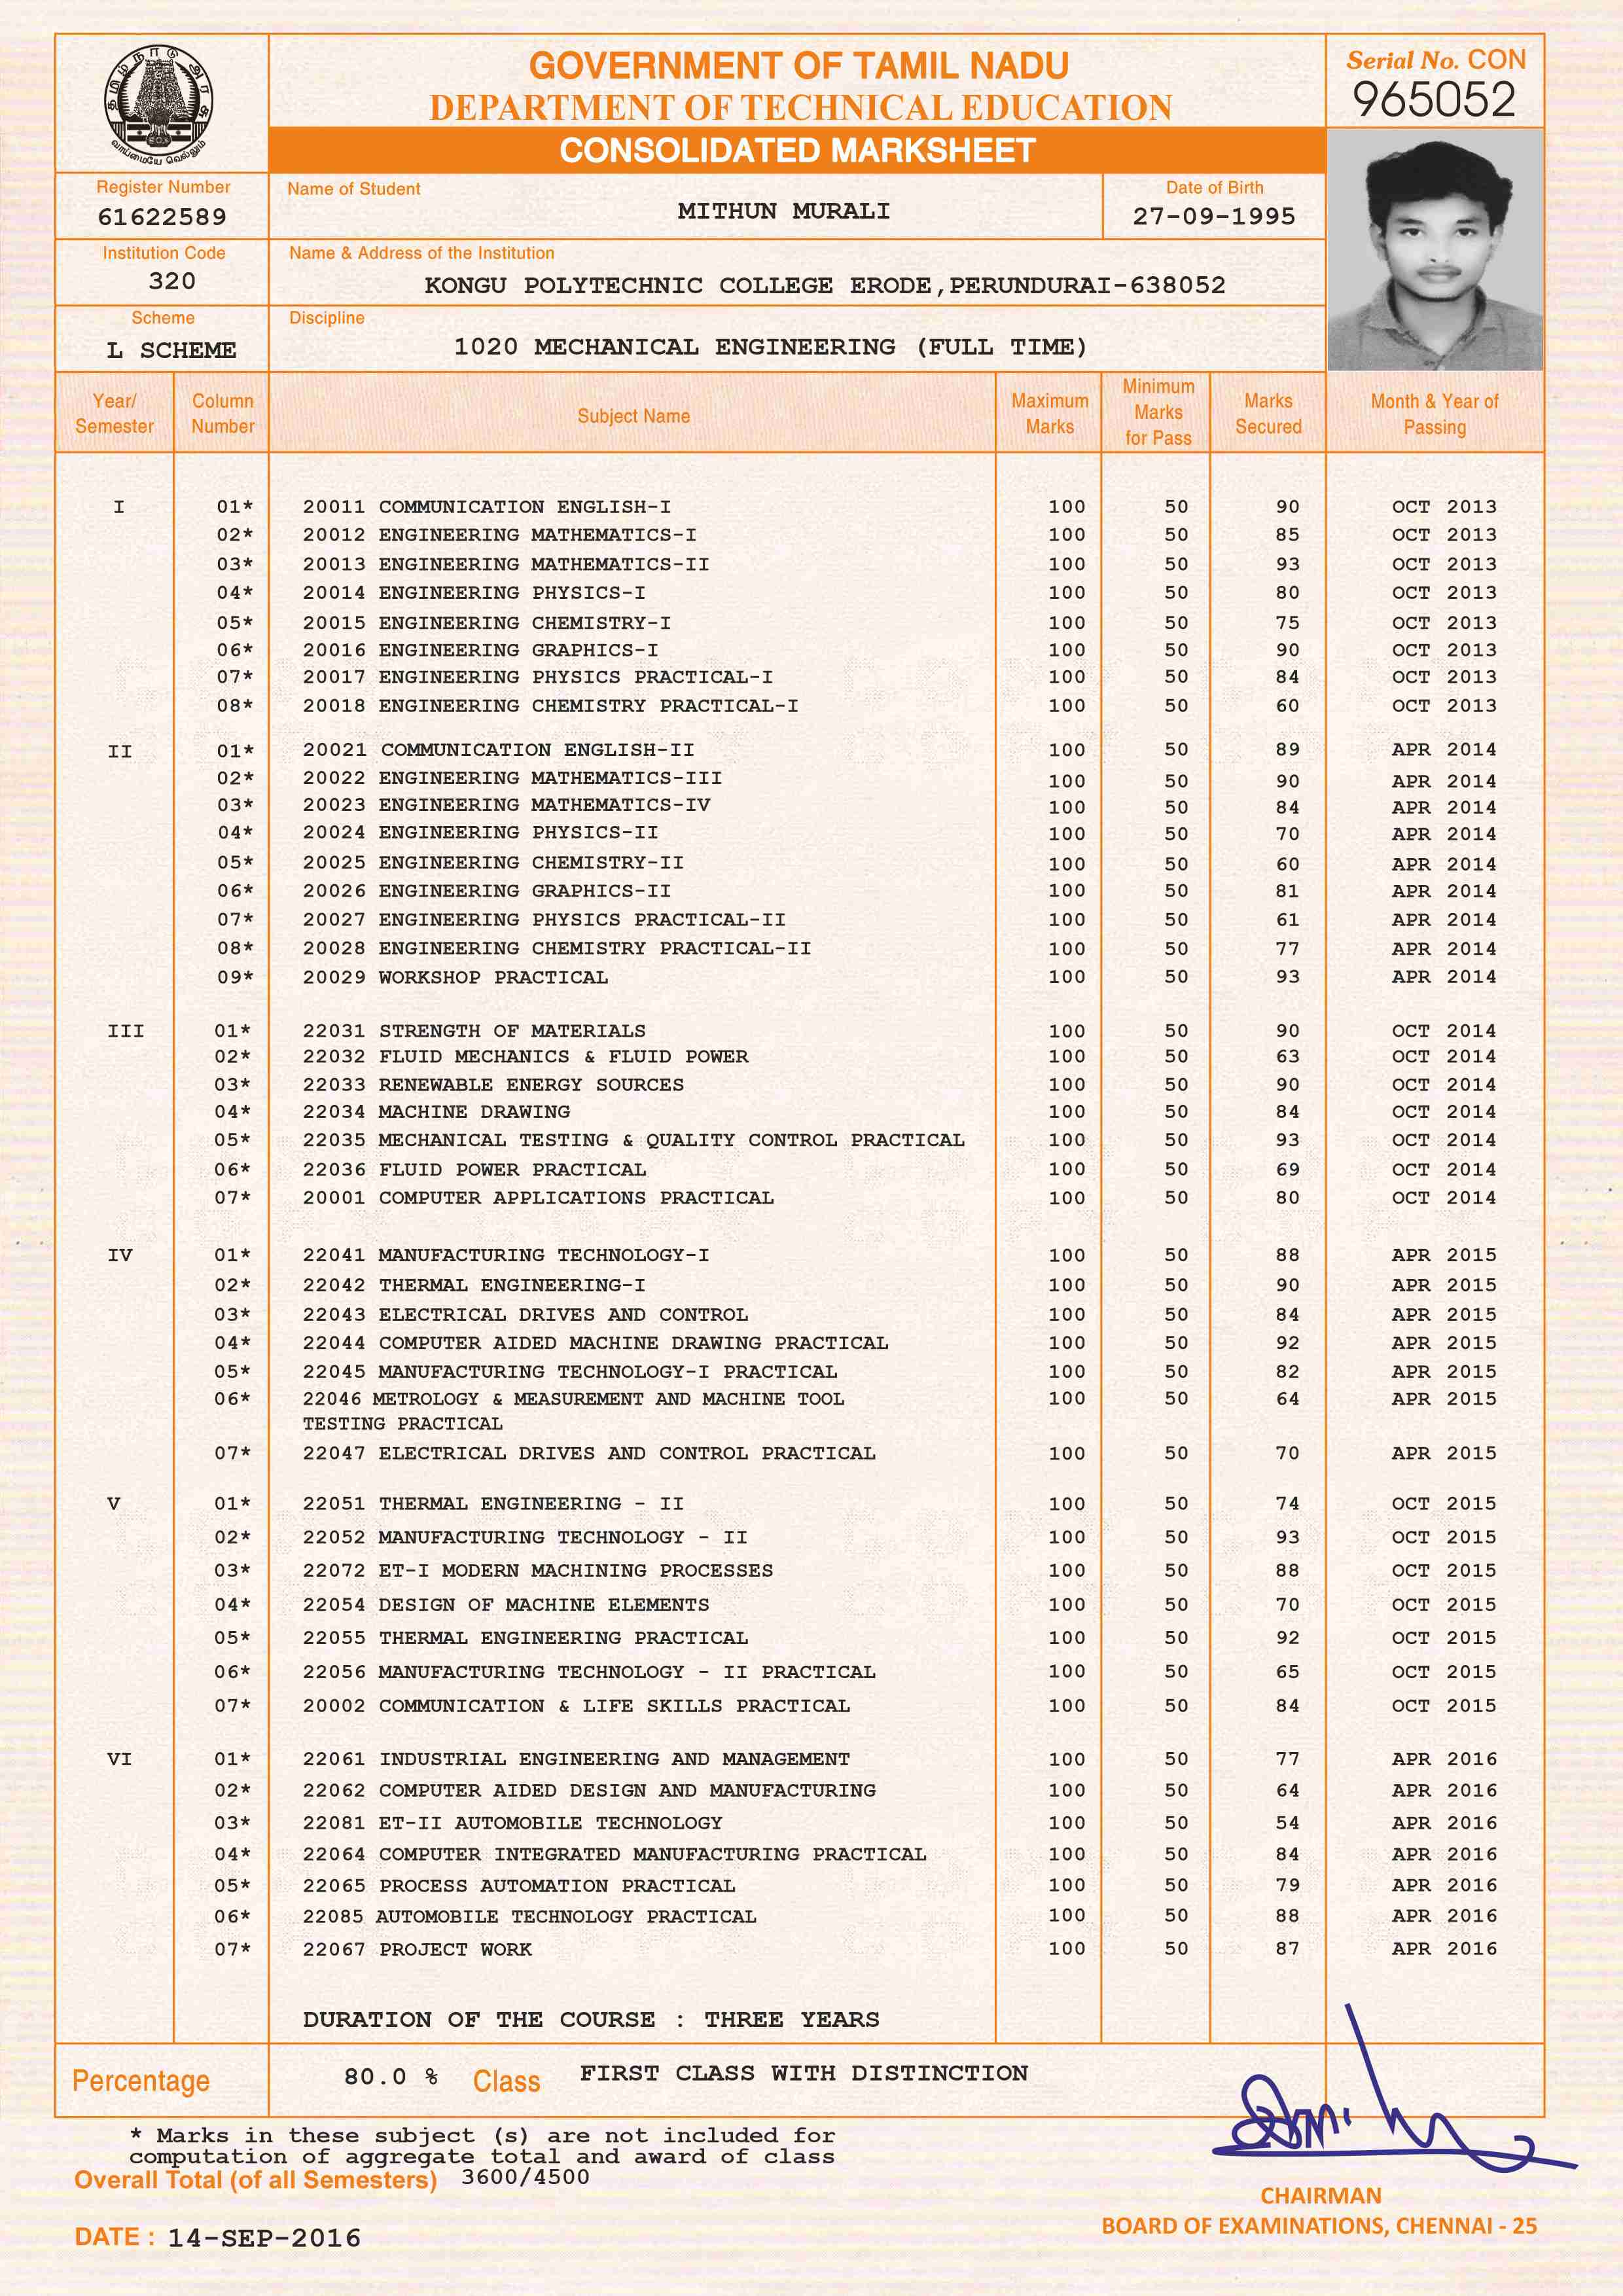 தமிழ்நாடு அரசு
வாய்மையே வெல்லும்
GOVERNMENT OF TAMIL NADU
DEPARTMENT OF TECHNICAL EDUCATION
CONSOLIDATED MARKSHEET
Serial No. CON
965052
Register Number
61622589
Name of Student
MITHUN MURALI
Date of Birth
27-09-1995
Institution Code
320
Name & Address of the Institution
KONGU POLYTECHNIC COLLEGE ERODE,PERUNDURAI-638052
Scheme
L SCHEME
Discipline
1020 MECHANICAL ENGINEERING (FULL TIME)
Year/ Semester Column Number Subject Name Maximum Marks Minimum Marks for Pass Marks Secured Month & Year of Passing
I 01* 20011 COMMUNICATION ENGLISH-I 100 50 90 OCT 2013
02* 20012 ENGINEERING MATHEMATICS-I 100 50 85 OCT 2013
03* 20013 ENGINEERING MATHEMATICS-II 100 50 93 OCT 2013
04* 20014 ENGINEERING PHYSICS-I 100 50 80 OCT 2013
05* 20015 ENGINEERING CHEMISTRY-I 100 50 75 OCT 2013
06* 20016 ENGINEERING GRAPHICS-I 100 50 90 OCT 2013
07* 20017 ENGINEERING PHYSICS PRACTICAL-I 100 50 84 OCT 2013
08* 20018 ENGINEERING CHEMISTRY PRACTICAL-I 100 50 60 OCT 2013
II 01* 20021 COMMUNICATION ENGLISH-II 100 50 89 APR 2014
02* 20022 ENGINEERING MATHEMATICS-III 100 50 90 APR 2014
03* 20023 ENGINEERING MATHEMATICS-IV 100 50 84 APR 2014
04* 20024 ENGINEERING PHYSICS-II 100 50 70 APR 2014
05* 20025 ENGINEERING CHEMISTRY-II 100 50 60 APR 2014
06* 20026 ENGINEERING GRAPHICS-II 100 50 81 APR 2014
07* 20027 ENGINEERING PHYSICS PRACTICAL-II 100 50 61 APR 2014
08* 20028 ENGINEERING CHEMISTRY PRACTICAL-II 100 50 77 APR 2014
09* 20029 WORKSHOP PRACTICAL 100 50 93 APR 2014
III 01* 22031 STRENGTH OF MATERIALS 100 50 90 OCT 2014
02* 22032 FLUID MECHANICS & FLUID POWER 100 50 63 OCT 2014
03* 22033 RENEWABLE ENERGY SOURCES 100 50 90 OCT 2014
04* 22034 MACHINE DRAWING 100 50 84 OCT 2014
05* 22035 MECHANICAL TESTING & QUALITY CONTROL PRACTICAL 100 50 93 OCT 2014
06* 22036 FLUID POWER PRACTICAL 100 50 69 OCT 2014
07* 20001 COMPUTER APPLICATIONS PRACTICAL 100 50 80 OCT 2014
IV 01* 22041 MANUFACTURING TECHNOLOGY-I 100 50 88 APR 2015
02* 22042 THERMAL ENGINEERING-I 100 50 90 APR 2015
03* 22043 ELECTRICAL DRIVES AND CONTROL 100 50 84 APR 2015
04* 22044 COMPUTER AIDED MACHINE DRAWING PRACTICAL 100 50 92 APR 2015
05* 22045 MANUFACTURING TECHNOLOGY-I PRACTICAL 100 50 82 APR 2015
06* 22046 METROLOGY & MEASUREMENT AND MACHINE TOOL 100 50 64 APR 2015
TESTING PRACTICAL
07* 22047 ELECTRICAL DRIVES AND CONTROL PRACTICAL 100 50 70 APR 2015
V 01* 22051 THERMAL ENGINEERING - II 100 50 74 OCT 2015
02* 22052 MANUFACTURING TECHNOLOGY - II 100 50 93 OCT 2015
03* 22072 ET-I MODERN MACHINING PROCESSES 100 50 88 OCT 2015
04* 22054 DESIGN OF MACHINE ELEMENTS 100 50 70 OCT 2015
05* 22055 THERMAL ENGINEERING PRACTICAL 100 50 92 OCT 2015
06* 22056 MANUFACTURING TECHNOLOGY - II PRACTICAL 100 50 65 OCT 2015
07* 20002 COMMUNICATION & LIFE SKILLS PRACTICAL 100 50 84 OCT 2015
VI 01* 22061 INDUSTRIAL ENGINEERING AND MANAGEMENT 100 50 77 APR 2016
02* 22062 COMPUTER AIDED DESIGN AND MANUFACTURING 100 50 64 APR 2016
03* 22081 ET-II AUTOMOBILE TECHNOLOGY 100 50 54 APR 2016
04* 22064 COMPUTER INTEGRATED MANUFACTURING PRACTICAL 100 50 84 APR 2016
05* 22065 PROCESS AUTOMATION PRACTICAL 100 50 79 APR 2016
06* 22085 AUTOMOBILE TECHNOLOGY PRACTICAL 100 50 88 APR 2016
07* 22067 PROJECT WORK 100 50 87 APR 2016
DURATION OF THE COURSE : THREE YEARS
Percentage 80.0 % Class FIRST CLASS WITH DISTINCTION
* Marks in these subject (s) are not included for
computation of aggregate total and award of class
Overall Total (of all Semesters) 3600/4500
DATE : 14-SEP-2016
CHAIRMAN
BOARD OF EXAMINATIONS, CHENNAI - 25